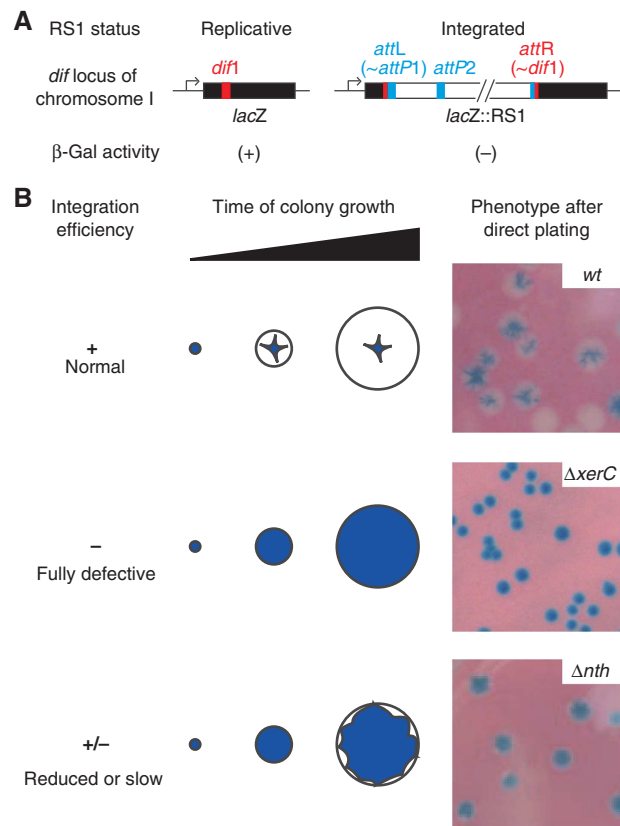 A
RS1 status
Replicative
Integrated
dif locus of
chromosome I
dif1
lacZ
attL
(~attP1)
attP2
attR
(~dif1)
lacZ::RS1
β-Gal activity
(+)
(–)
B
Integration
efficiency
Time of colony growth
Phenotype after
direct plating
+
Normal
wt
–
Fully defective
ΔxerC
+/–
Reduced or slow
Δnth